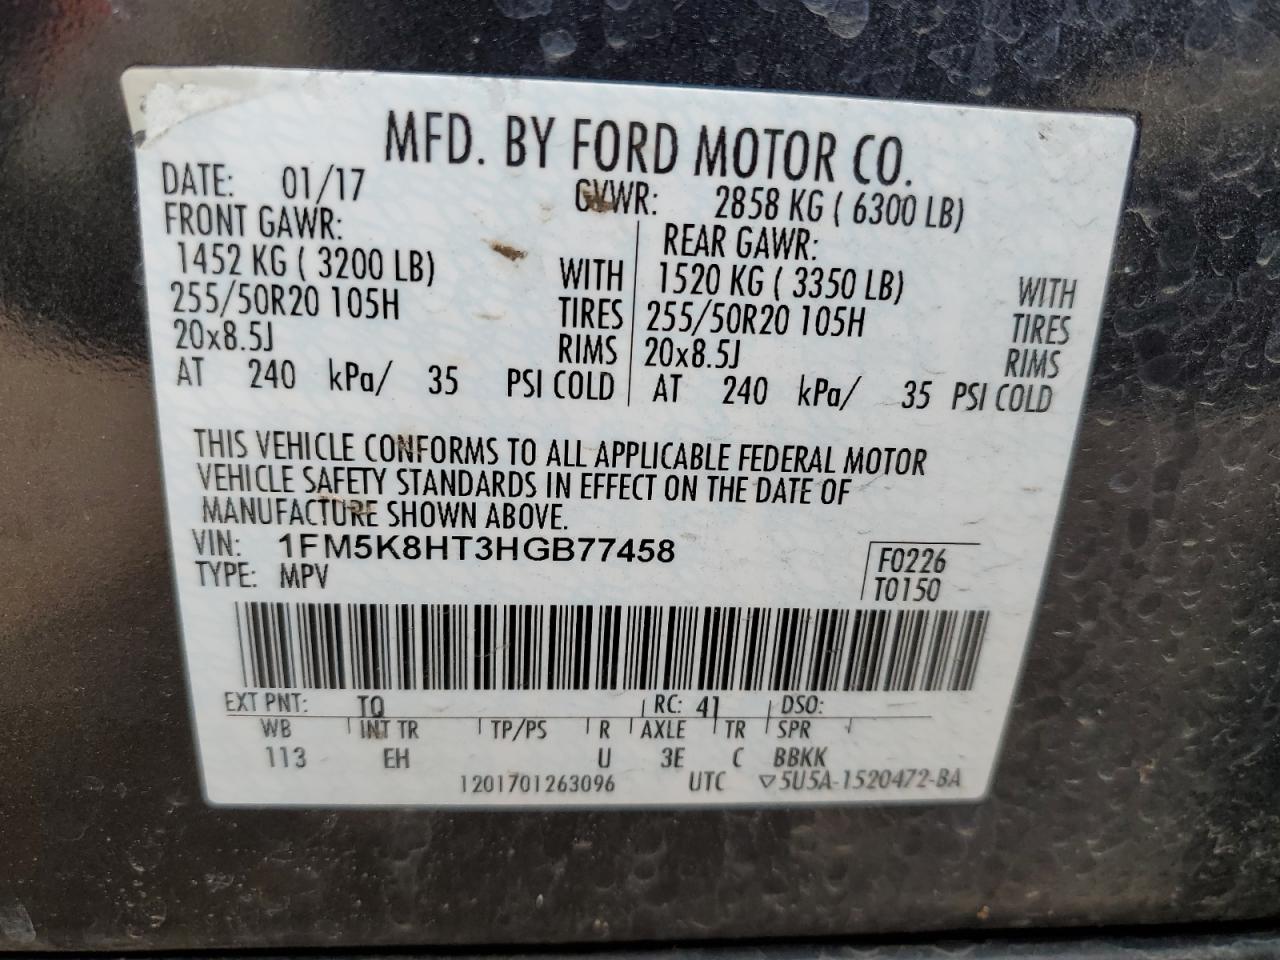 MFD. BY FORD MOTOR CO.
DATE: 01/17 GVWR: 2858 KG ( 6300 LB)
FRONT GAWR: REAR GAWR:
1452 KG ( 3200 LB) WITH 1520 KG ( 3350 LB) WITH
255/50R20 105H TIRES 255/50R20 105H TIRES
20x8.5J RIMS 20x8.5J RIMS
AT 240 kPa/ 35 PSI COLD AT 240 kPa/ 35 PSI COLD
THIS VEHICLE CONFORMS TO ALL APPLICABLE FEDERAL MOTOR
VEHICLE SAFETY STANDARDS IN EFFECT ON THE DATE OF
MANUFACTURE SHOWN ABOVE.
VIN: 1FM5K8HT3HGB77458 F0226
TYPE: MPV T0150
EXT PNT: TQ RC: 41 DSO:
WB INT TR TP/PS R AXLE TR SPR
113 EH U 3E C BBKK
1201701263096 UTC ▽5U5A-1520472-BA